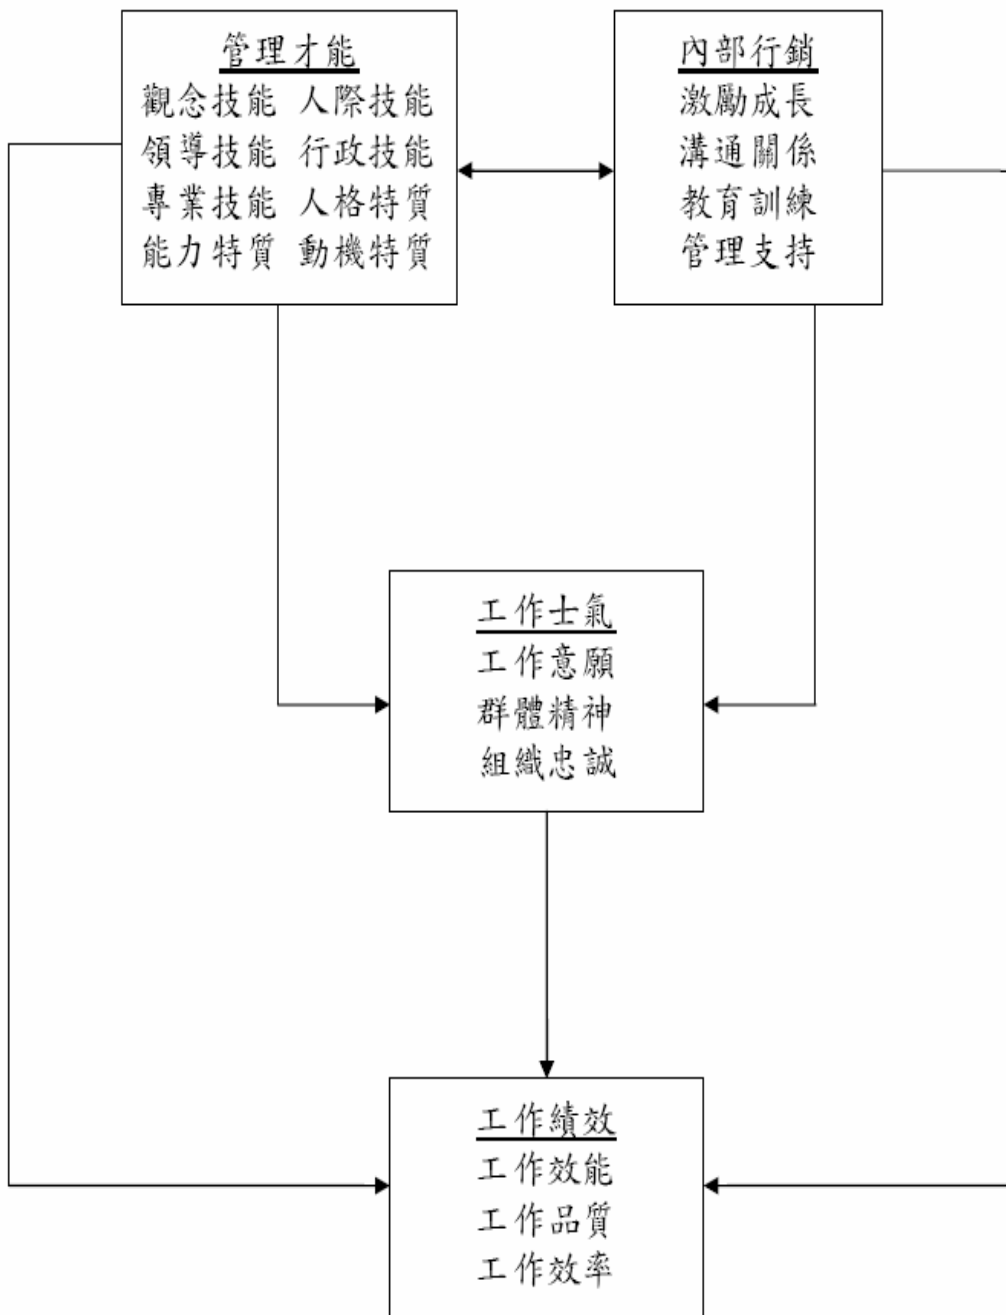 管理才能
觀念技能 人際技能
領導技能 行政技能
專業技能 人格特質
能力特質 動機特質
內部行銷
激勵成長
溝通關係
教育訓練
管理支持
工作士氣
工作意願
群體精神
組織忠誠
工作績效
工作效能
工作品質
工作效率